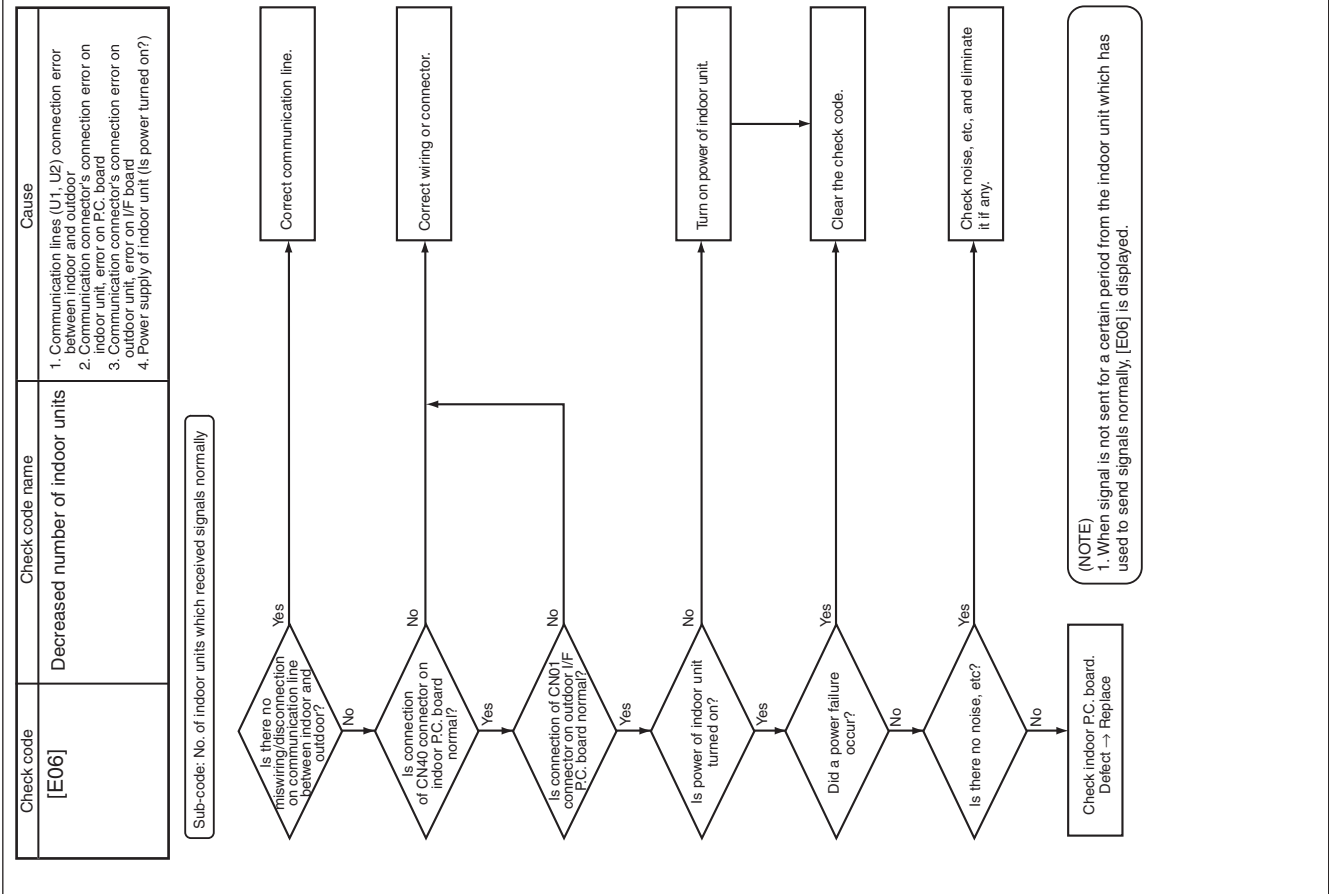 Check code
Check code name
Cause
[E06]
Decreased number of indoor units
1. Communication lines (U1, U2) connection error
between indoor and outdoor
2. Communication connector's connection error on
indoor unit, error on P.C. board
3. Communication connector's connection error on
outdoor unit, error on I/F board
4. Power supply of indoor unit (Is power turned on?)
Sub-code: No. of indoor units which received signals normally
Is there no
miswiring/disconnection
on communication line
between indoor and
outdoor?
Yes
Correct communication line.
No
Is connection
of CN40 connector on
indoor P.C. board
normal?
No
Correct wiring or connector.
Yes
Is connection of CN01
connector on outdoor I/F
P.C. board normal?
No
Yes
Is power of indoor unit
turned on?
No
Turn on power of indoor unit.
Yes
Did a power failure
occur?
Yes
Clear the check code.
No
Is there no noise, etc?
Yes
Check noise, etc, and eliminate
it if any.
No
Check indoor P.C. board.
Defect → Replace
(NOTE)
1. When signal is not sent for a certain period from the indoor unit which has
used to send signals normally, [E06] is displayed.